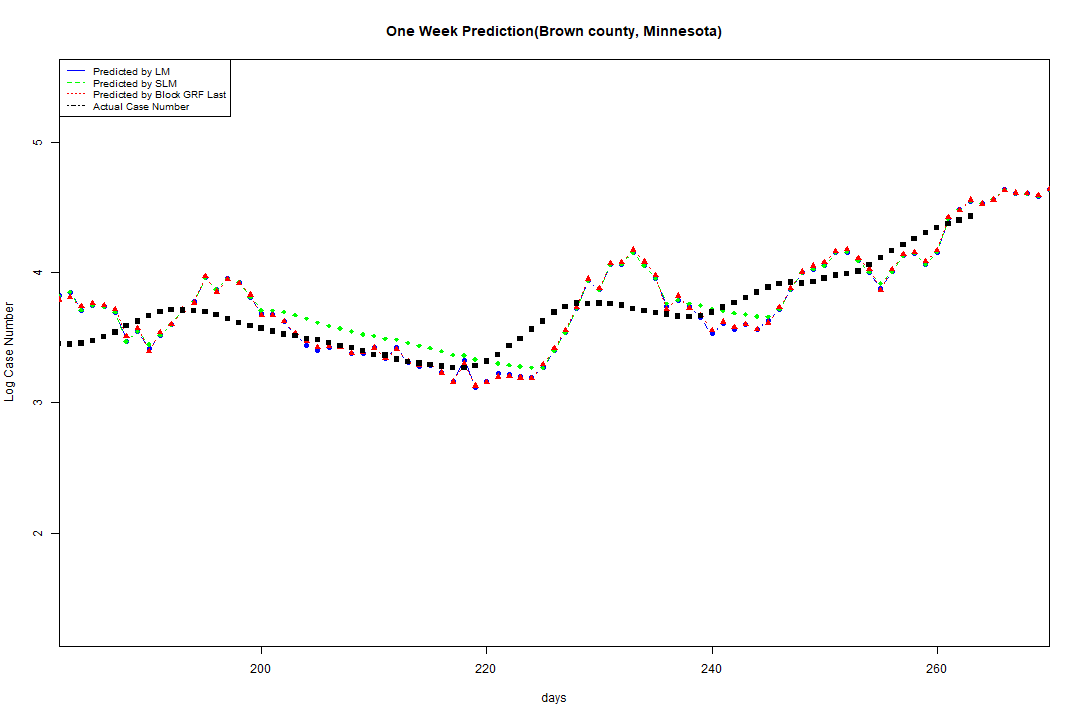 One Week Prediction(Brown county, Minnesota)
Predicted by LM
Predicted by SLM
Predicted by Block GRF Last
Actual Case Number
5
4
3
2
Log Case Number
200 220 240 260
days